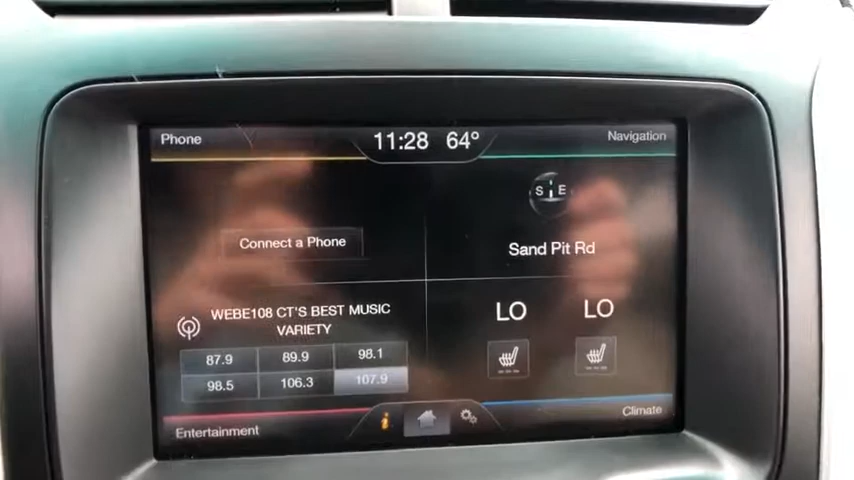 Phone
11:28 64°
Navigation
S E
Connect a Phone
Sand Pit Rd
WEBE108 CT'S BEST MUSIC
VARIETY
LO LO
87.9 89.9 98.1
98.5 106.3 107.9
Entertainment
i
Climate